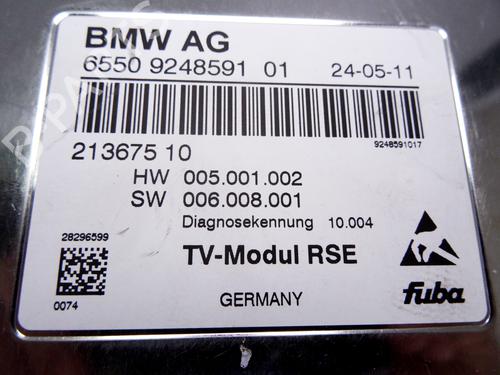 BMW AG
6550 9248591 01 24-05-11
9248591017
213675 10
HW 005.001.002
SW 006.008.001
Diagnosekennung 10.004
28296599
TV-Modul RSE
0074
GERMANY
fuba